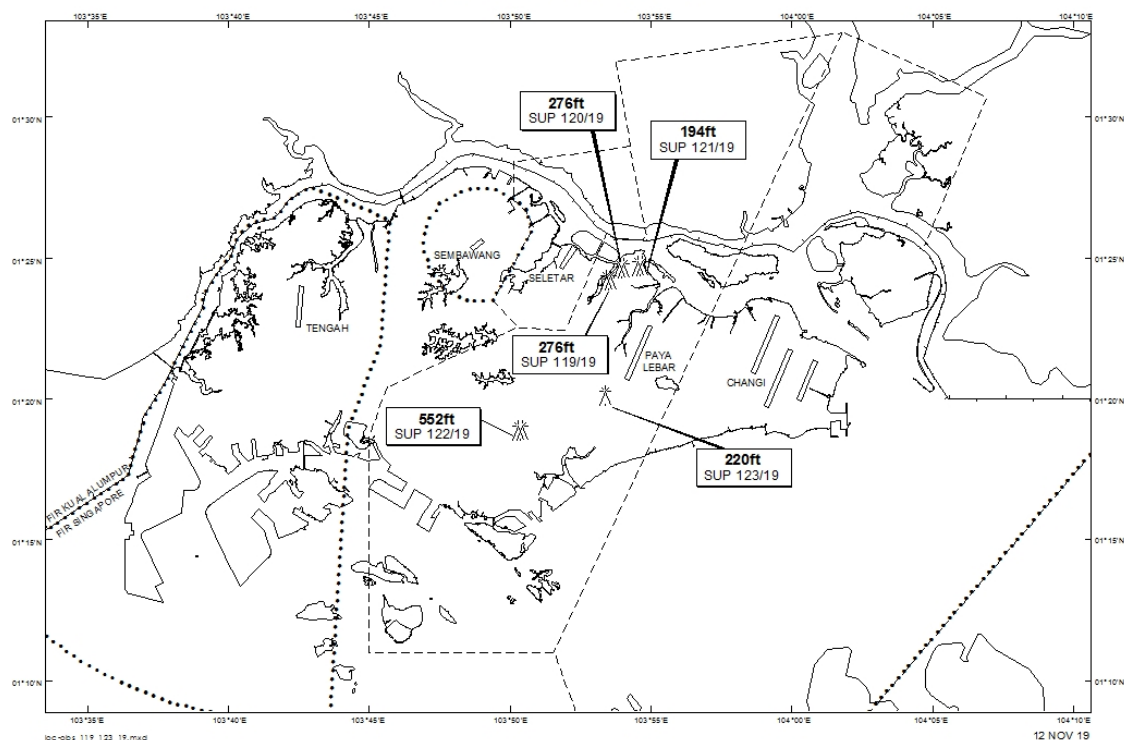 103°35'E 103°40'E 103°45'E 103°50'E 103°55'E 104°00'E 104°05'E 104°10'E
01°30'N 01°30'N
276ft
SUP 120/19
194ft
SUP 121/19
01°25'N 01°25'N
SEMBAWANG
SELETAR
TENGAH
276ft
SUP 119/19
PAYA
LEBAR
CHANGI
01°20'N 01°20'N
552ft
SUP 122/19
220ft
SUP 123/19
FIR KUALALUMPUR
FIR SINGAPORE
01°15'N 01°15'N
01°10'N 01°10'N
103°35'E 103°40'E 103°45'E 103°50'E 103°55'E 104°00'E 104°05'E 104°10'E
loc-obs_119_123_19.mxd
12 NOV 19